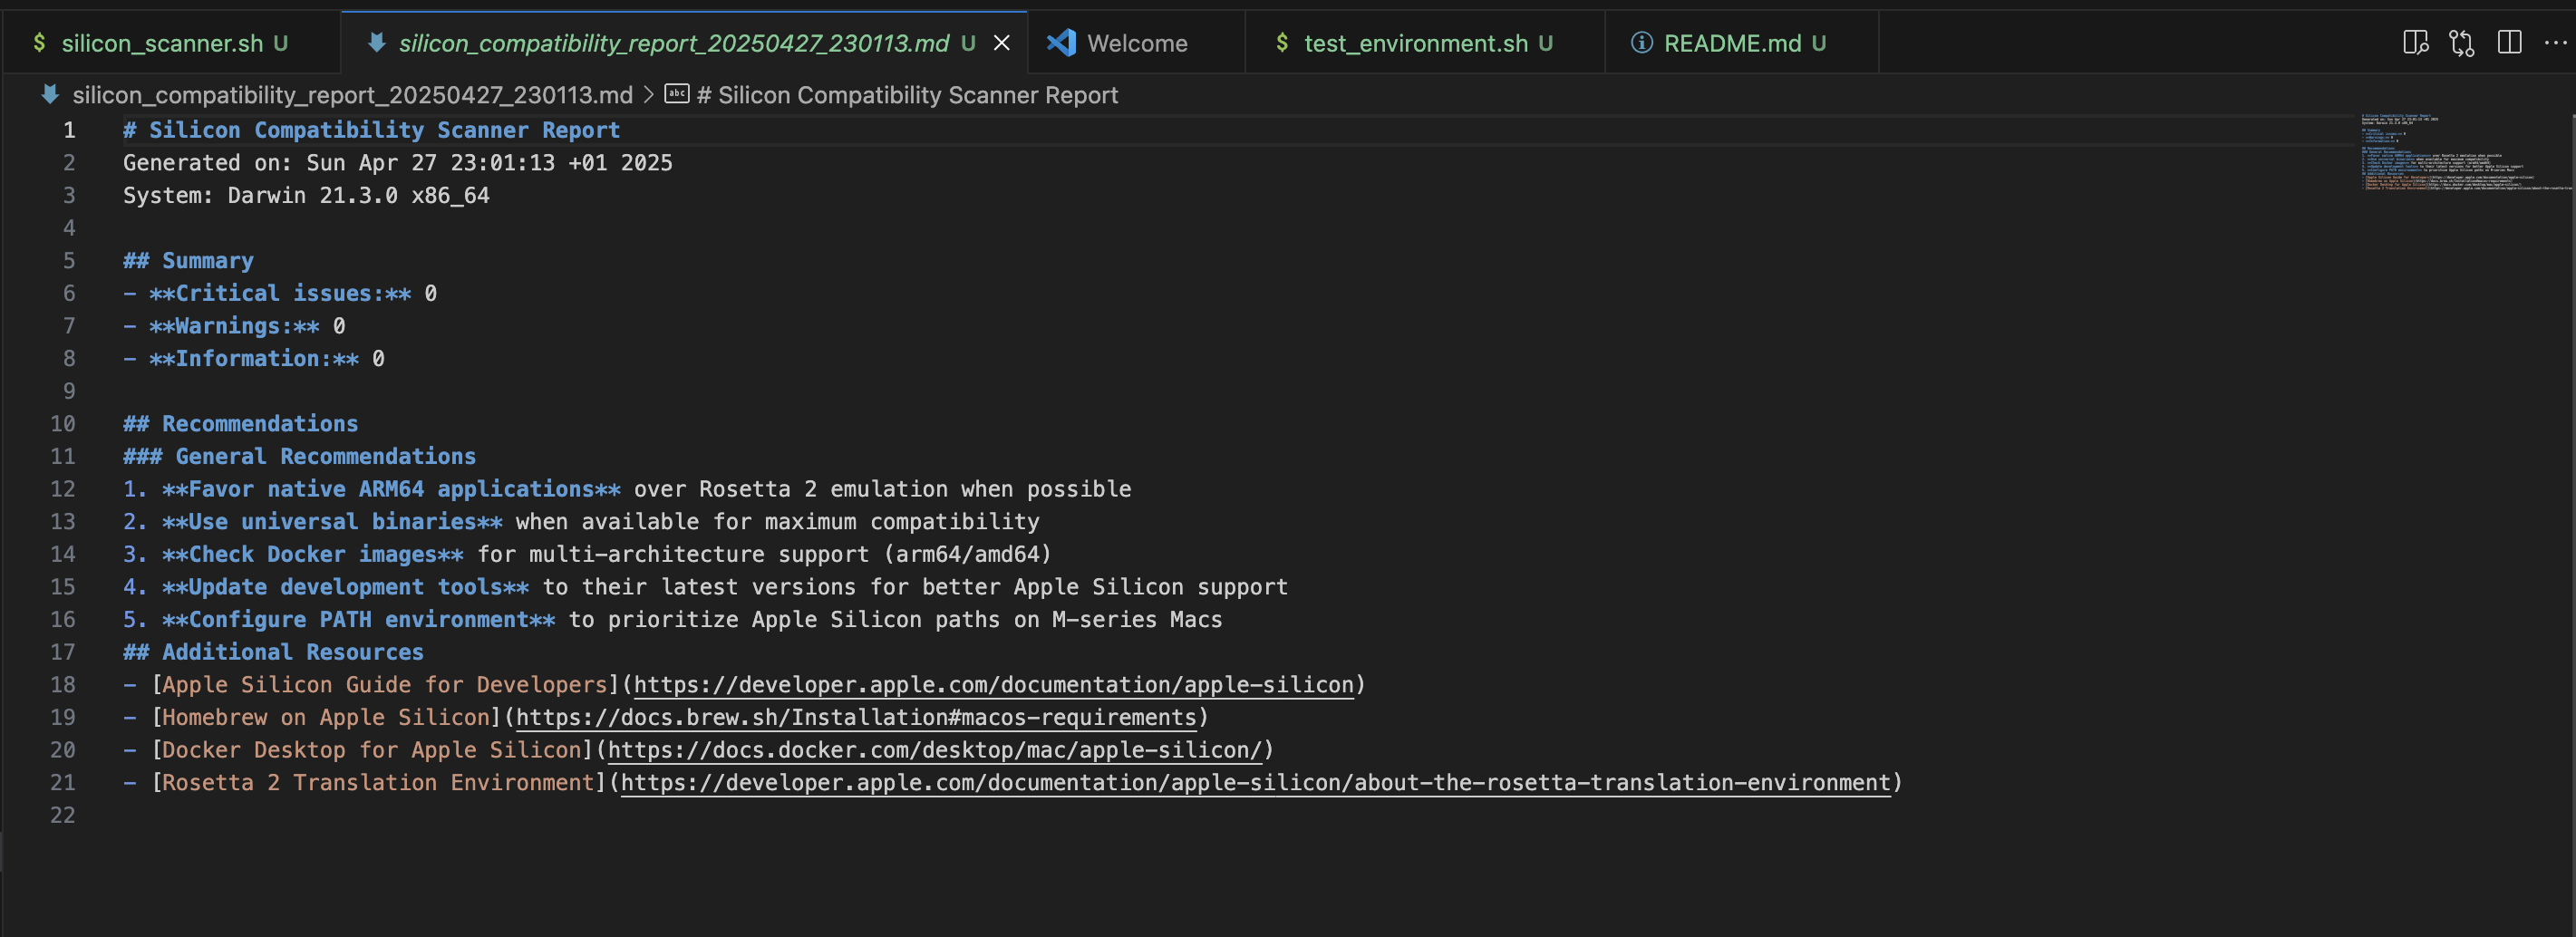 silicon_scanner.sh U
silicon_compatibility_report_20250427_230113.md U
Welcome
test_environment.sh U
README.md U
silicon_compatibility_report_20250427_230113.md > # Silicon Compatibility Scanner Report
1 # Silicon Compatibility Scanner Report
2 Generated on: Sun Apr 27 23:01:13 +01 2025
3 System: Darwin 21.3.0 x86_64
4
5 ## Summary
6 - **Critical issues:** 0
7 - **Warnings:** 0
8 - **Information:** 0
9
10 ## Recommendations
11 ### General Recommendations
12 1. **Favor native ARM64 applications** over Rosetta 2 emulation when possible
13 2. **Use universal binaries** when available for maximum compatibility
14 3. **Check Docker images** for multi-architecture support (arm64/amd64)
15 4. **Update development tools** to their latest versions for better Apple Silicon support
16 5. **Configure PATH environment** to prioritize Apple Silicon paths on M-series Macs
17 ## Additional Resources
18 - [Apple Silicon Guide for Developers](https://developer.apple.com/documentation/apple-silicon)
19 - [Homebrew on Apple Silicon](https://docs.brew.sh/Installation#macos-requirements)
20 - [Docker Desktop for Apple Silicon](https://docs.docker.com/desktop/mac/apple-silicon/)
21 - [Rosetta 2 Translation Environment](https://developer.apple.com/documentation/apple-silicon/about-the-rosetta-translation-environment)
22